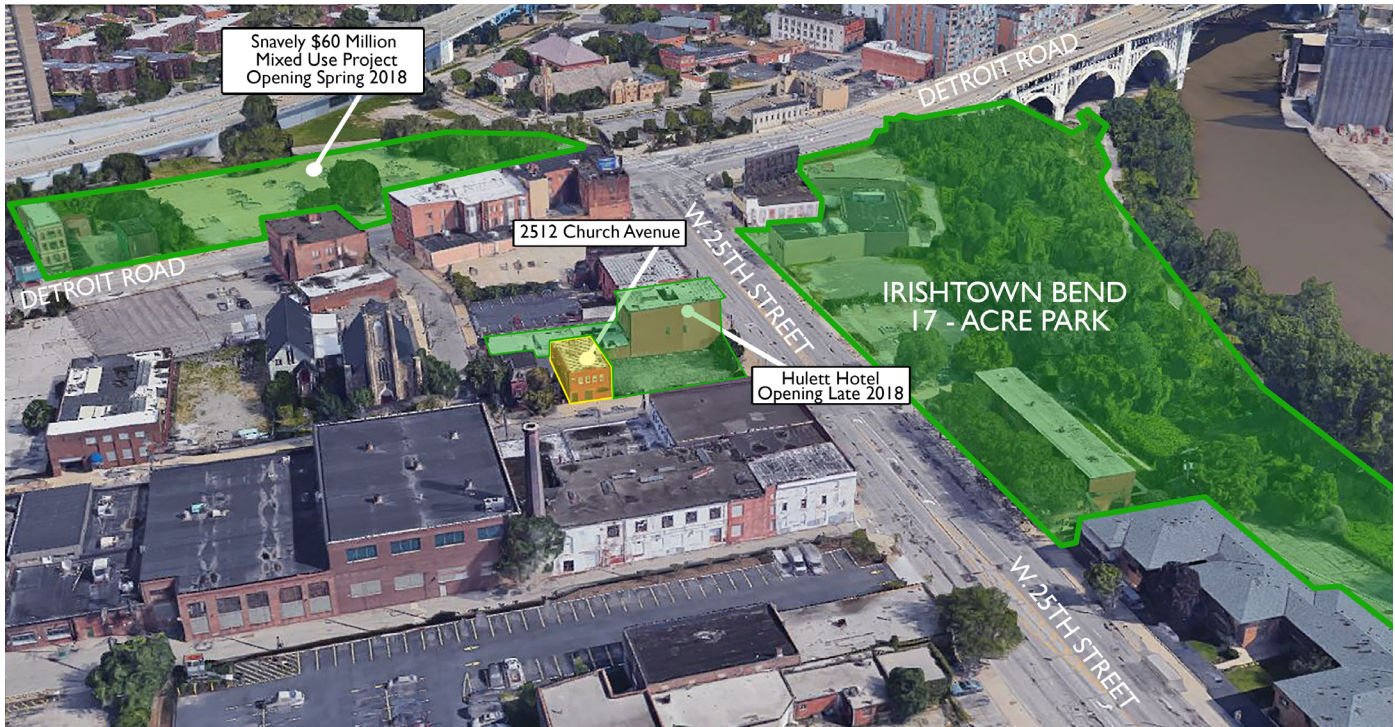 Snavely $60 Million
Mixed Use Project
Opening Spring 2018
DETROIT ROAD
2512 Church Avenue
W. 25TH STREET
DETROIT ROAD
IRISHTOWN BEND
17 - ACRE PARK
Hulett Hotel
Opening Late 2018
W. 25TH STREET